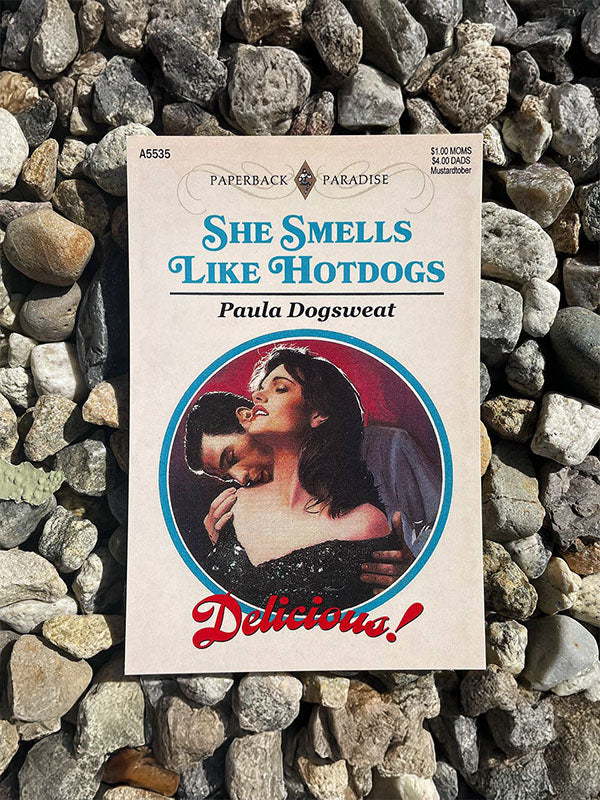 A5535
PAPERBACK PARADISE
$1.00 MOMS
$4.00 DADS
Mustardtober
SHE SMELLS
LIKE HOTDOGS
Paula Dogsweat
Delicious!